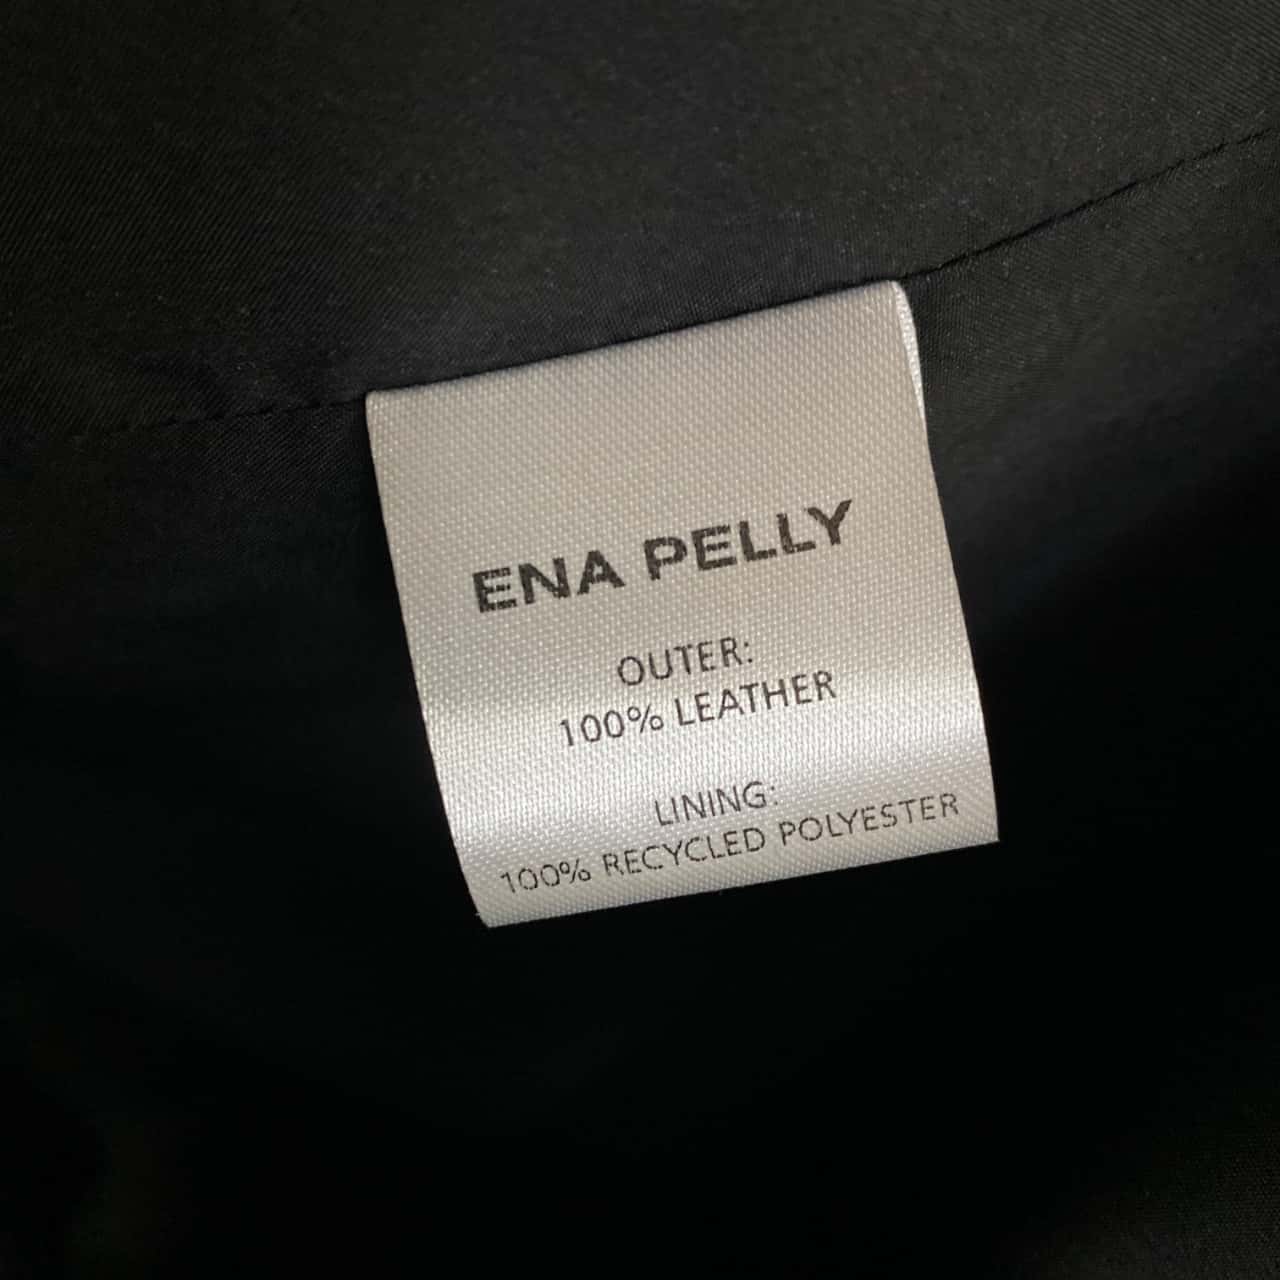 ENA PELLY
OUTER:
100% LEATHER
LINING:
100% RECYCLED POLYESTER